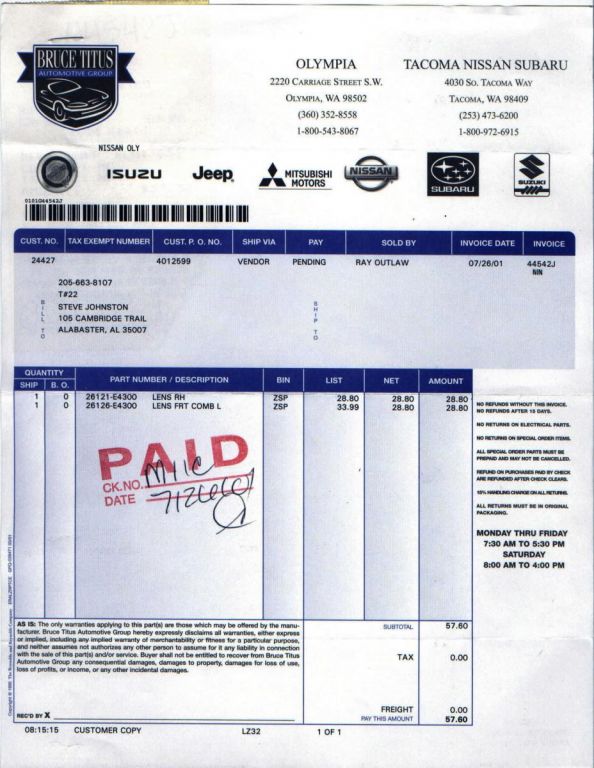 BRUCE TITUS
AUTOMOTIVE GROUP
OLYMPIA
2220 CARRIAGE STREET S.W.
OLYMPIA, WA 98502
(360) 352-8558
1-800-543-8067
TACOMA NISSAN SUBARU
4030 SO. TACOMA WAY
TACOMA, WA 98409
(253) 473-6200
1-800-972-6915
NISSAN OLY
ISUZU
Jeep
MITSUBISHI
MOTORS
NISSAN
SUBARU
SUZUKI
0101044542J
CUST. NO. TAX EXEMPT NUMBER CUST. P. O. NO. SHIP VIA PAY SOLD BY INVOICE DATE INVOICE
24427 4012599 VENDOR PENDING RAY OUTLAW 07/26/01 44542J
NIN
205-663-8107
T#22
BILL TO
STEVE JOHNSTON
105 CAMBRIDGE TRAIL
ALABASTER, AL 35007
SHIP TO
QUANTITY
SHIP B. O. PART NUMBER / DESCRIPTION BIN LIST NET AMOUNT
1 0 26121-E4300 LENS RH ZSP 28.80 28.80 28.80
1 0 26126-E4300 LENS FRT COMB L ZSP 33.99 28.80 28.80
PAID
CK.NO.
DATE
NO REFUNDS WITHOUT THIS INVOICE.
NO REFUNDS AFTER 15 DAYS.
NO RETURNS ON ELECTRICAL PARTS.
NO RETURNS ON SPECIAL ORDER ITEMS.
ALL SPECIAL ORDER PARTS MUST BE
PREPAID AND MAY NOT BE CANCELLED.
REFUND ON PURCHASES PAID BY CHECK
ARE REFUNDED AFTER CHECK CLEARS.
15% HANDLING CHANGE ON ALL RETURNS.
ALL RETURNS MUST BE IN ORIGINAL
PACKAGING.
MONDAY THRU FRIDAY
7:30 AM TO 5:30 PM
SATURDAY
8:00 AM TO 4:00 PM
AS IS: The only warranties applying to this part(s) are those which may be offered by the manu-
facturer. Bruce Titus Automotive Group hereby expressly disclaims all warranties, either express
or implied, including any implied warranty of merchantability or fitness for a particular purpose,
and neither assumes not authorizes any other person to assume for it any liability in connection
with the sale of this part(s) and/or service. Buyer shall not be entitled to recover from Bruce Titus
Automotive Group any consequential damages, damages to property, damages for loss of use,
loss of profits, or income, or any other incidental damages.
REC'D BY X
SUBTOTAL 57.60
TAX 0.00
FREIGHT 0.00
PAY THIS AMOUNT 57.60
08:15:15 CUSTOMER COPY LZ32 1 OF 1